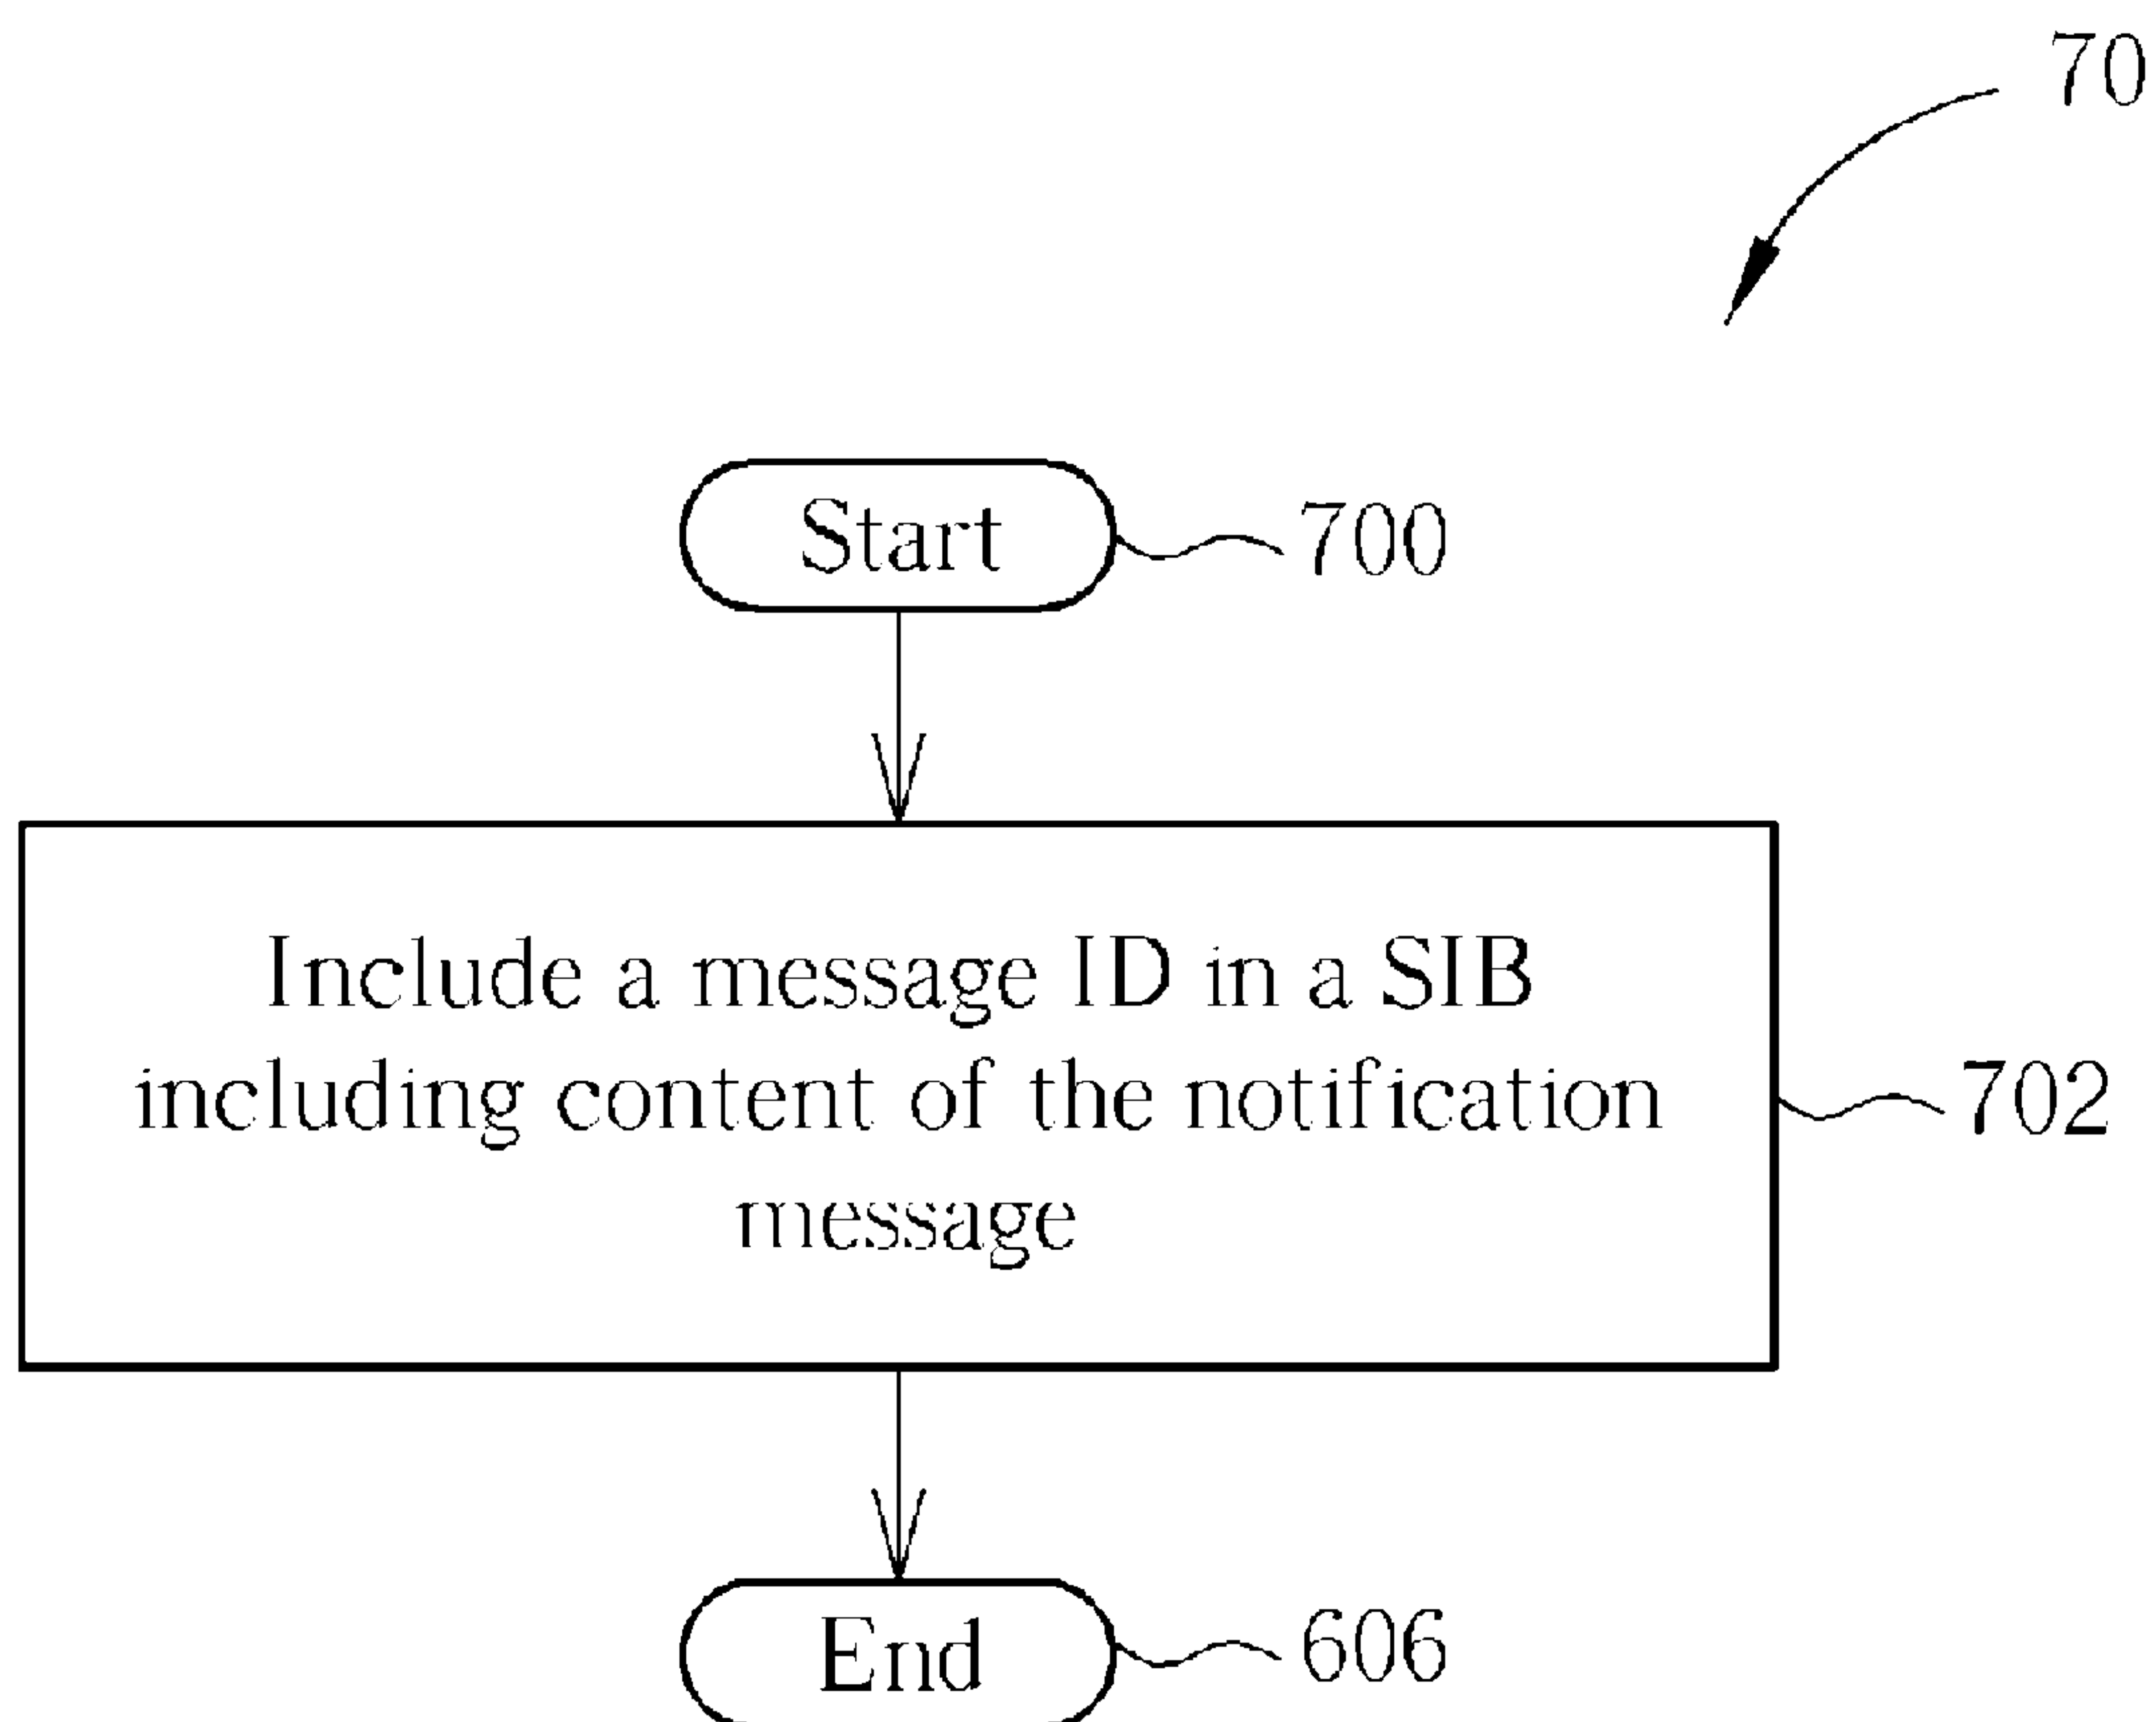 70
Start
700
Include a message ID in a SIB
including content of the notification
message
702
End
606